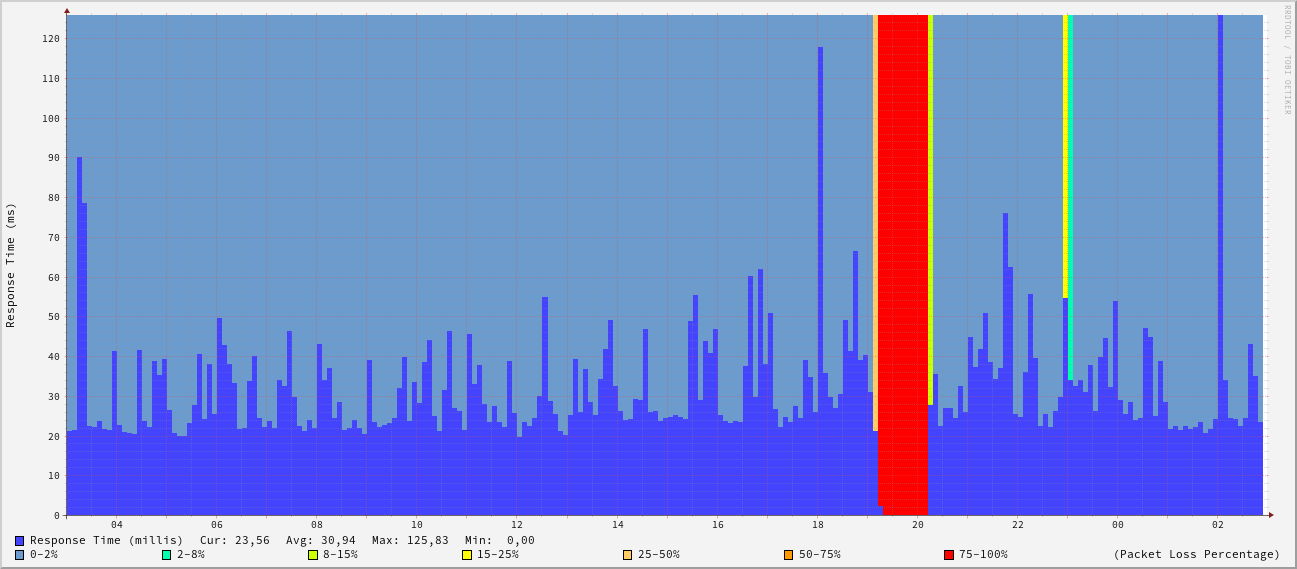 RRDTOOL / TOBI OETIKER
Response Time (ms)
120
110
100
90
80
70
60
50
40
30
20
10
0
04 06 08 10 12 14 16 18 20 22 00 02
Response Time (millis) Cur: 23,56 Avg: 30,94 Max: 125,83 Min: 0,00
0-2% 2-8% 8-15% 15-25% 25-50% 50-75% 75-100% (Packet Loss Percentage)